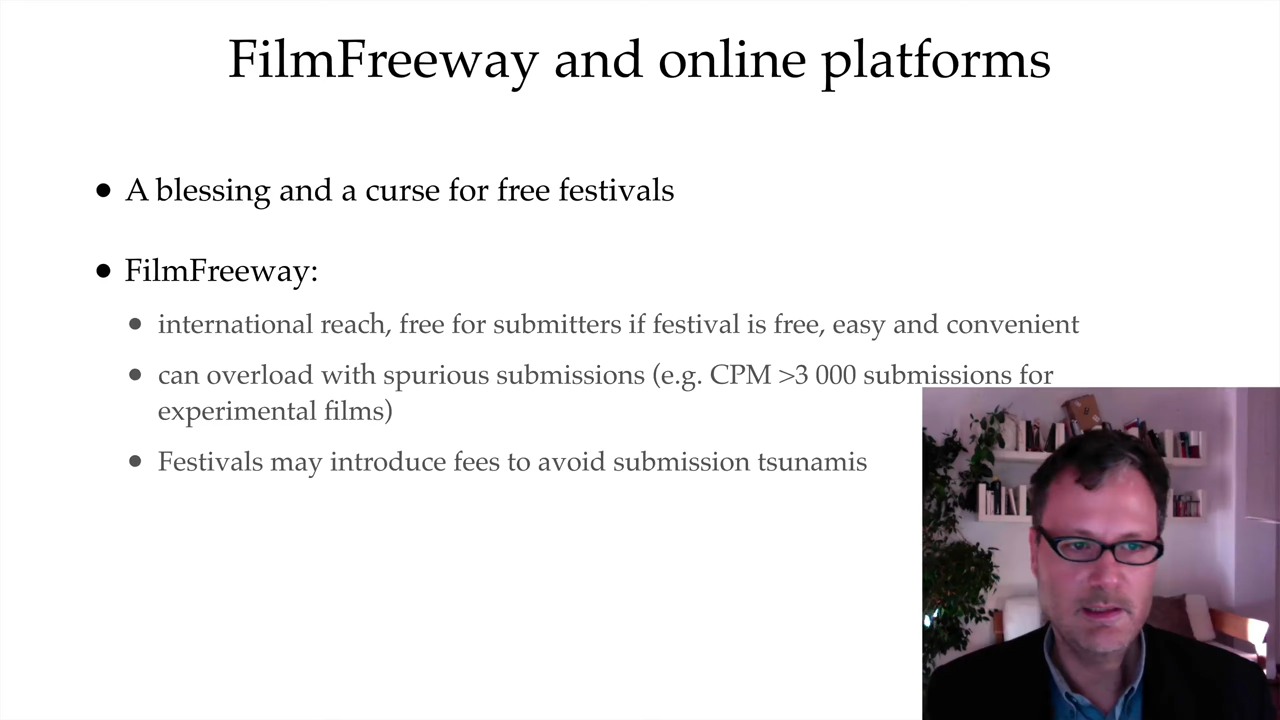 FilmFreeway and online platforms
• A blessing and a curse for free festivals
• FilmFreeway:
• international reach, free for submitters if festival is free, easy and convenient
• can overload with spurious submissions (e.g. CPM >3 000 submissions for
experimental films)
• Festivals may introduce fees to avoid submission tsunamis